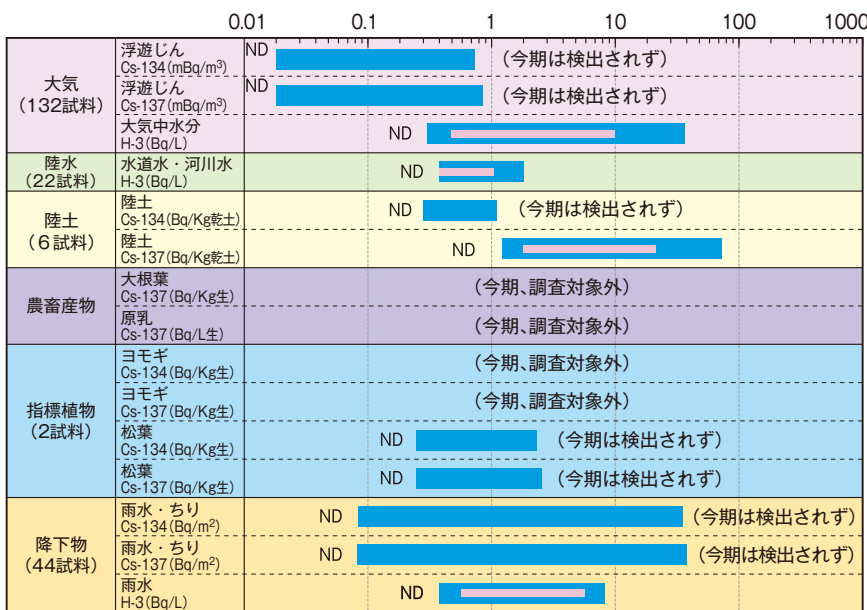 0.01 0.1 1 10 100 1000
大気
(132試料)
浮遊じん
Cs-134(mBq/m³)
ND
(今期は検出されず)
浮遊じん
Cs-137(mBq/m³)
ND
(今期は検出されず)
大気中水分
H-3(Bq/L)
ND
陸水
(22試料)
水道水・河川水
H-3(Bq/L)
ND
陸土
(6試料)
陸土
Cs-134(Bq/Kg乾土)
ND
(今期は検出されず)
陸土
Cs-137(Bq/Kg乾土)
ND
農畜産物
大根葉
Cs-137(Bq/Kg生)
(今期、調査対象外)
原乳
Cs-137(Bq/L生)
(今期、調査対象外)
指標植物
(2試料)
ヨモギ
Cs-134(Bq/Kg生)
(今期、調査対象外)
ヨモギ
Cs-137(Bq/Kg生)
(今期、調査対象外)
松葉
Cs-134(Bq/Kg生)
ND
(今期は検出されず)
松葉
Cs-137(Bq/Kg生)
ND
(今期は検出されず)
降下物
(44試料)
雨水・ちり
Cs-134(Bq/m²)
ND
(今期は検出されず)
雨水・ちり
Cs-137(Bq/m²)
ND
(今期は検出されず)
雨水
H-3(Bq/L)
ND